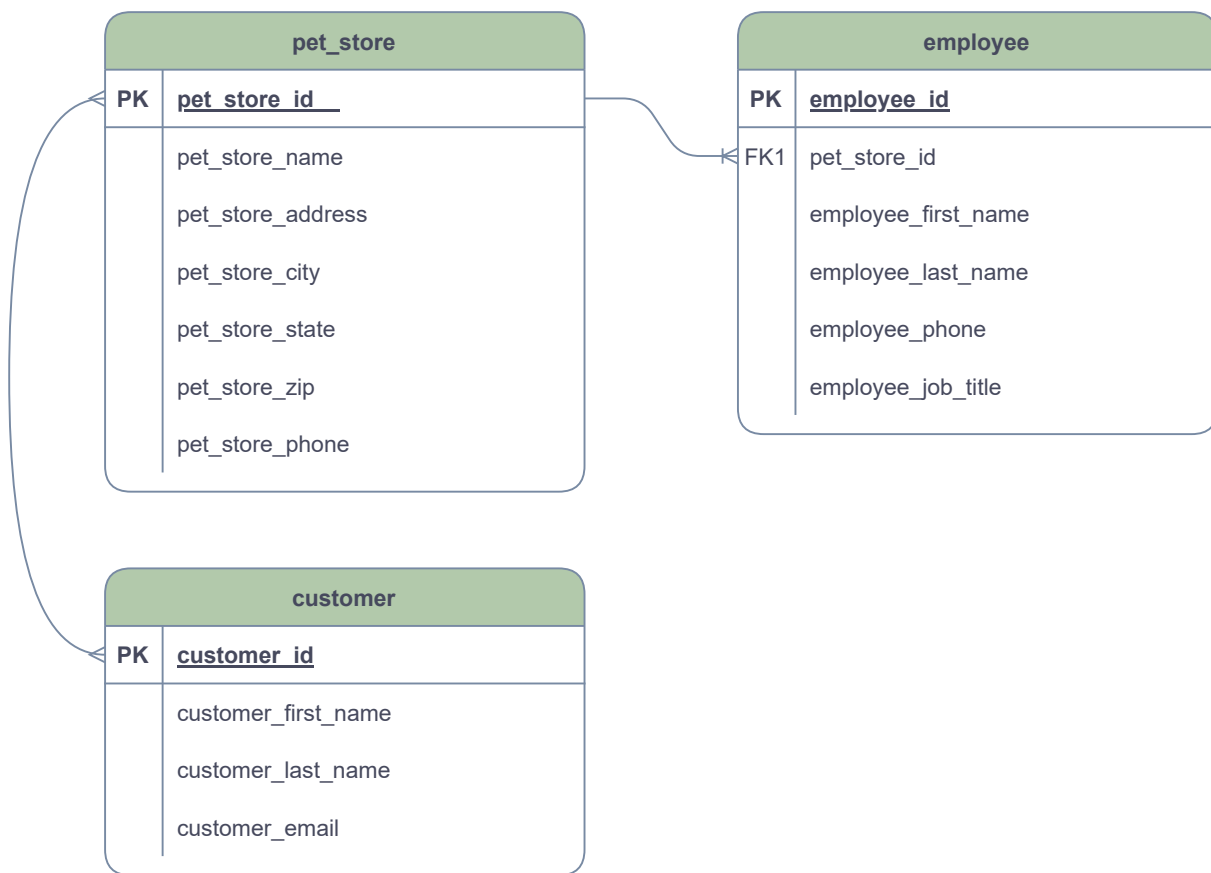 pet_store
PK pet_store_id__
pet_store_name
pet_store_address
pet_store_city
pet_store_state
pet_store_zip
pet_store_phone
employee
PK employee_id
FK1 pet_store_id
employee_first_name
employee_last_name
employee_phone
employee_job_title
customer
PK customer_id
customer_first_name
customer_last_name
customer_email